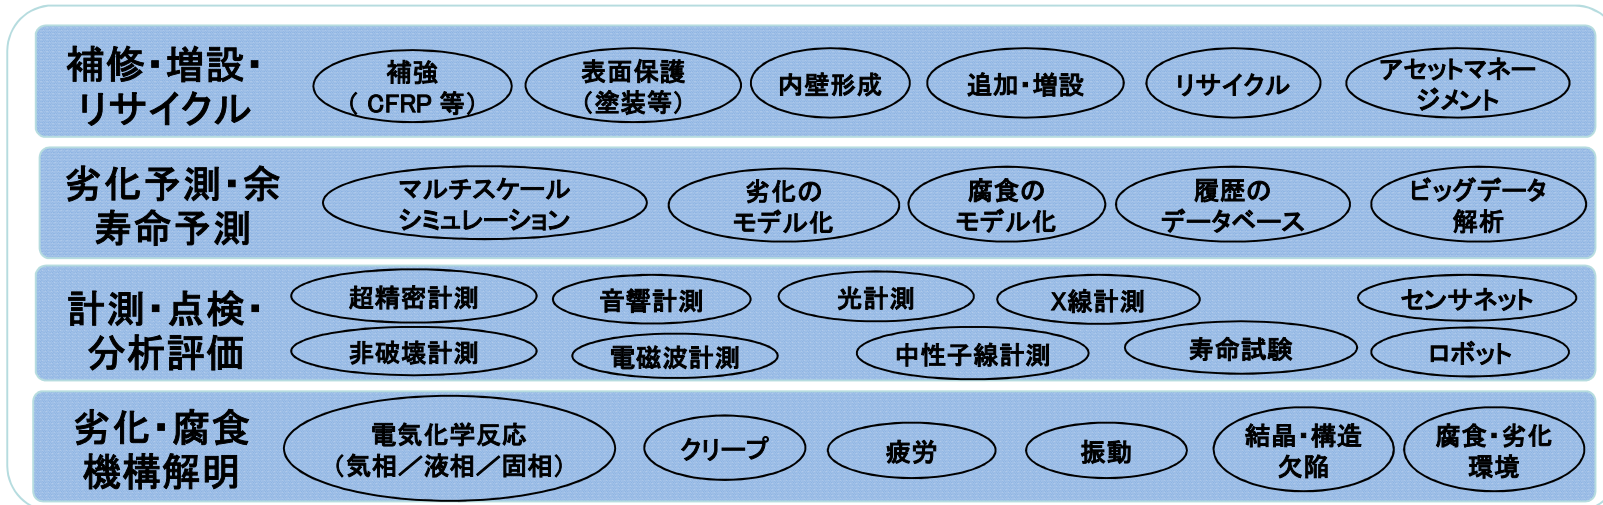 補修・増設・
リサイクル
補強
（ CFRP 等）
表面保護
（塗装等）
内壁形成
追加・増設
リサイクル
アセットマネー
ジメント
劣化予測・余
寿命予測
マルチスケール
シミュレーション
劣化の
モデル化
腐食の
モデル化
履歴の
データベース
ビッグデータ
解析
計測・点検・
分析評価
超精密計測
音響計測
光計測
X線計測
センサネット
非破壊計測
電磁波計測
中性子線計測
寿命試験
ロボット
劣化・腐食
機構解明
電気化学反応
（気相／液相／固相）
クリープ
疲労
振動
結晶・構造
欠陥
腐食・劣化
環境